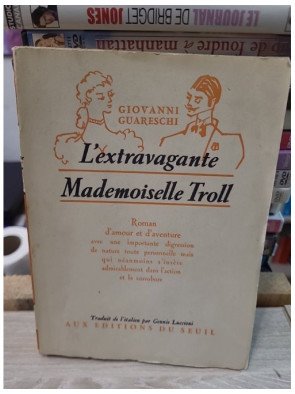 LE JOURNAL DE BRIDGET JONES
de foudre à manhattan
GIOVANNI
GUARESCHI
L'extravagante
Mademoiselle Troll
Roman
d'amour et d'aventure
avec une importante digression
de nature toute personnelle mais
qui néanmoins s'insère
admirablement dans l'action
et la corrobore
Traduit de l'italien par Gennie Luccioni
AUX EDITIONS DU SEUIL